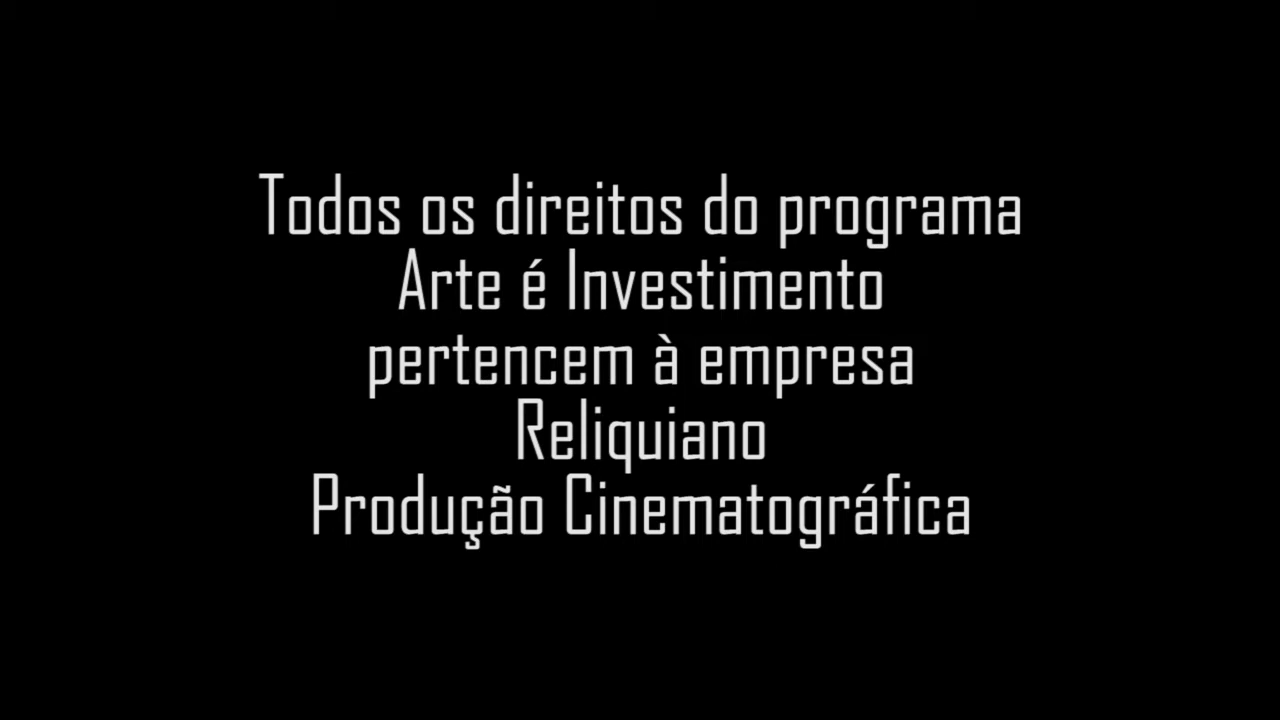 Todos os direitos do programa
Arte é Investimento
pertencem à empresa
Reliquiano
Produção Cinematográfica